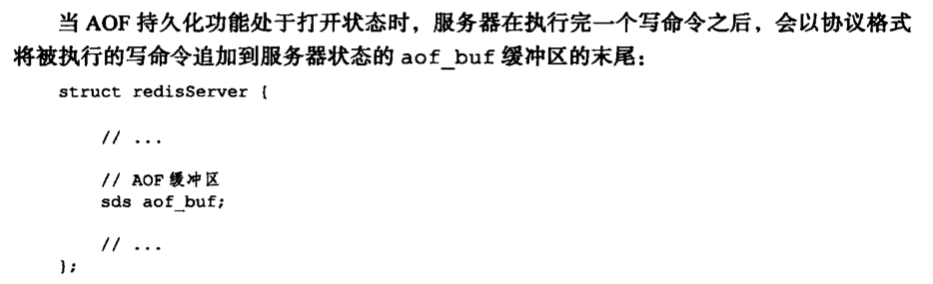 当 AOF 持久化功能处于打开状态时，服务器在执行完一个写命令之后，会以协议格式
将被执行的写命令追加到服务器状态的 aof_buf 缓冲区的末尾：
struct redisServer {
// ...
// AOF 缓冲区
sds aof_buf;
// ...
};